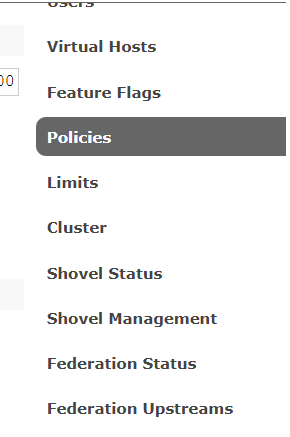 Users
00
Virtual Hosts
Feature Flags
Policies
Limits
Cluster
Shovel Status
Shovel Management
Federation Status
Federation Upstreams